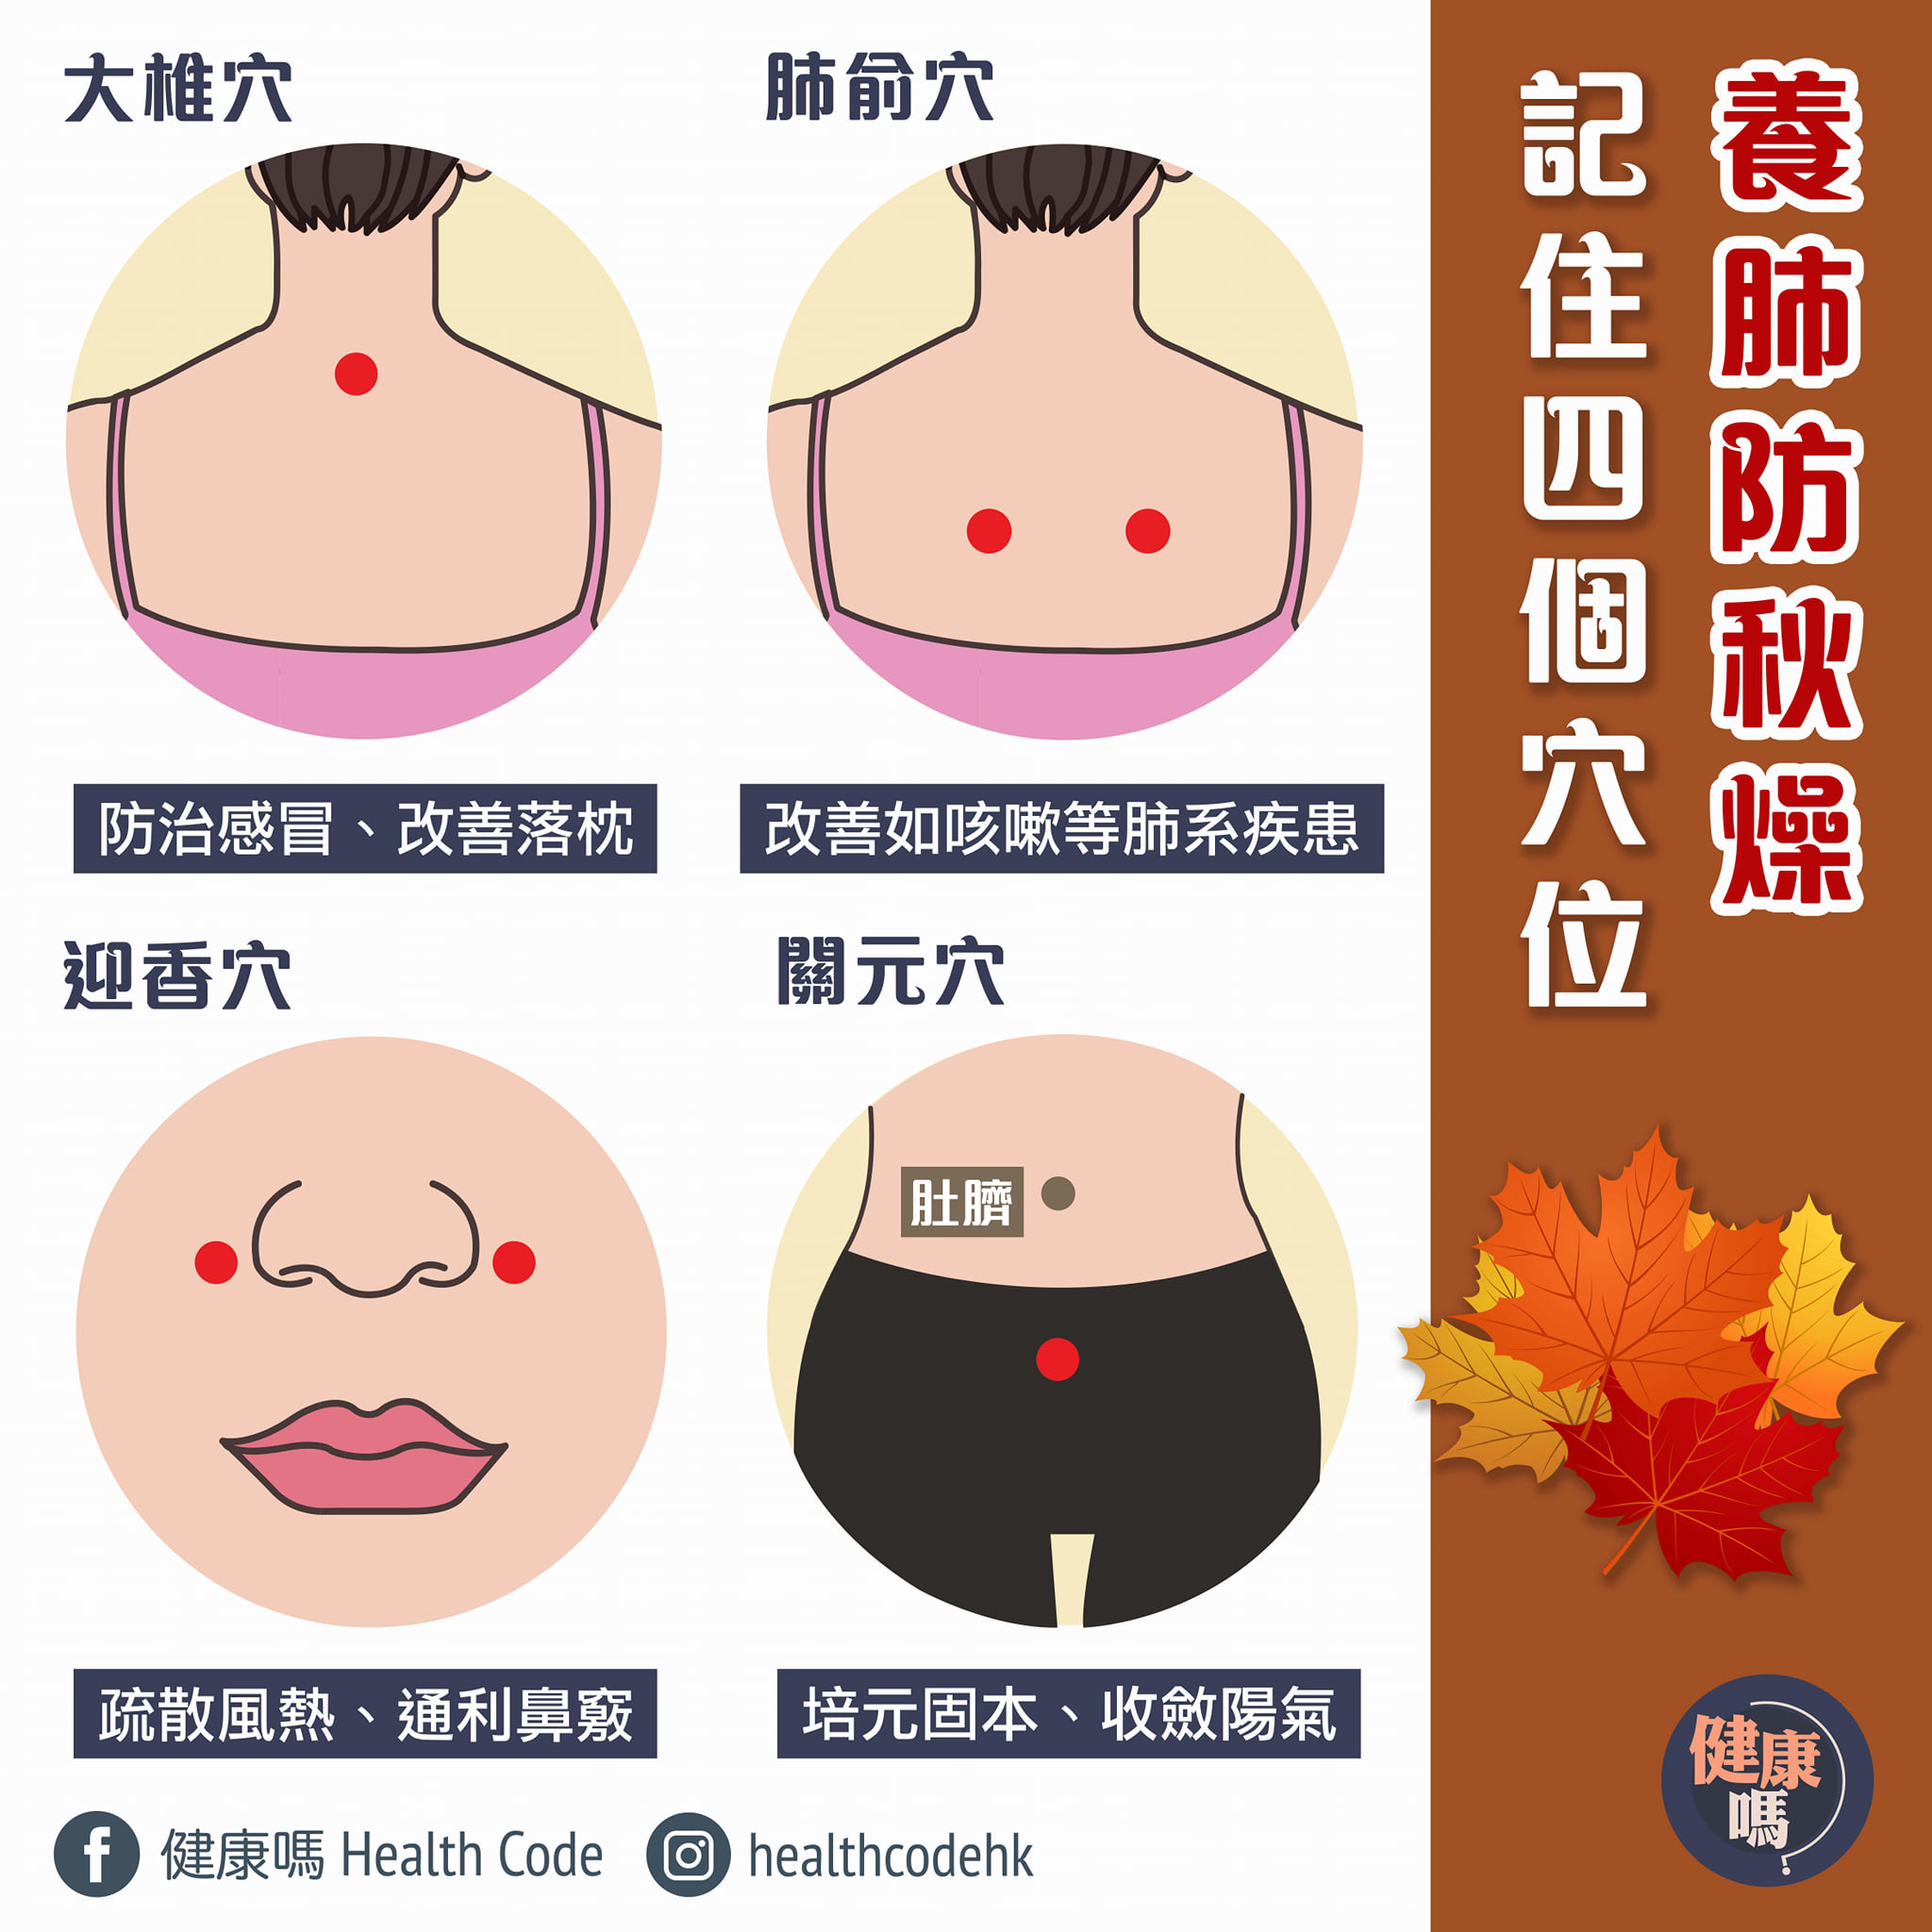 養肺防秋燥
記住四個穴位
大椎穴
防治感冒、改善落枕
肺俞穴
改善如咳嗽等肺系疾患
迎香穴
疏散風熱、通利鼻竅
關元穴
肚臍
培元固本、收斂陽氣
健康嗎 Health Code
healthcodehk
健康
嗎